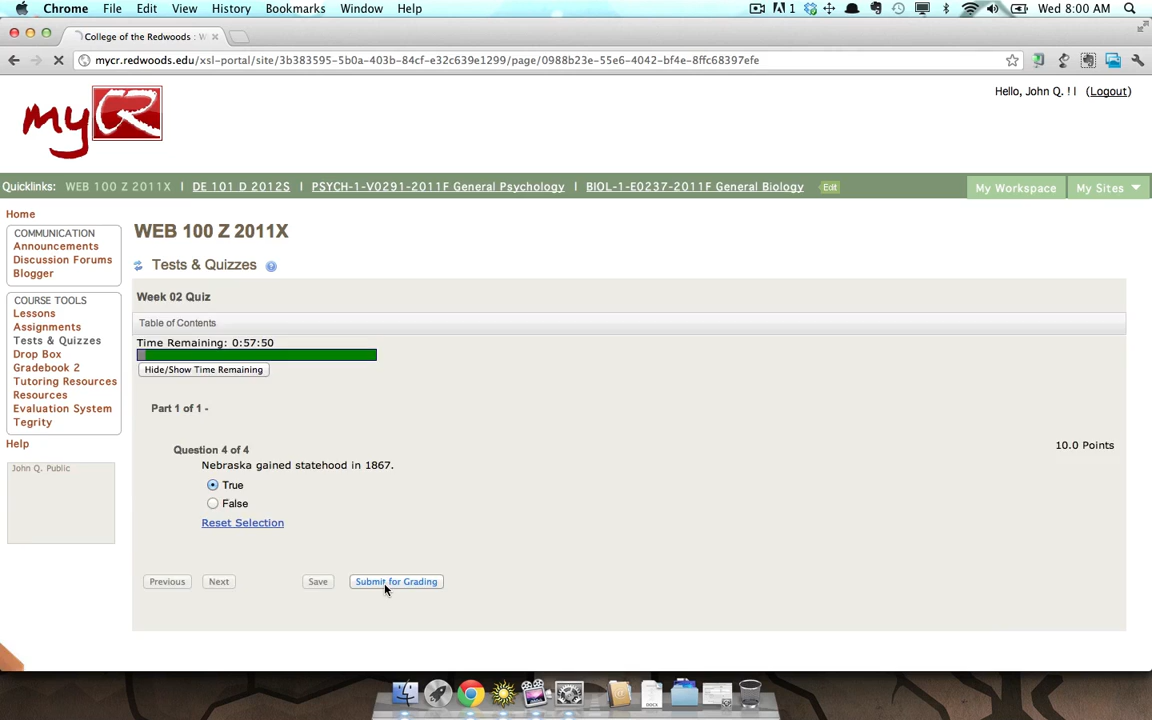 Chrome File Edit View History Bookmarks Window Help 1 Wed 8:00 AM
College of the Redwoods : W
mycr.redwoods.edu/xsl-portal/site/3b383595-5b0a-403b-84cf-e32c639e1299/page/0988b23e-55e6-4042-bf4e-8ffc68397efe
Hello, John Q. ! | (Logout)
my CR
Quicklinks: WEB 100 Z 2011X | DE 101 D 2012S | PSYCH-1-V0291-2011F General Psychology | BIOL-1-E0237-2011F General Biology Edit My Workspace My Sites
Home
COMMUNICATION
Announcements
Discussion Forums
Blogger
COURSE TOOLS
Lessons
Assignments
Tests & Quizzes
Drop Box
Gradebook 2
Tutoring Resources
Resources
Evaluation System
Tegrity
Help
John Q. Public
WEB 100 Z 2011X
Tests & Quizzes ?
Week 02 Quiz
Table of Contents
Time Remaining: 0:57:50
Hide/Show Time Remaining
Part 1 of 1 -
Question 4 of 4 10.0 Points
Nebraska gained statehood in 1867.
True
False
Reset Selection
Previous Next Save Submit for Grading